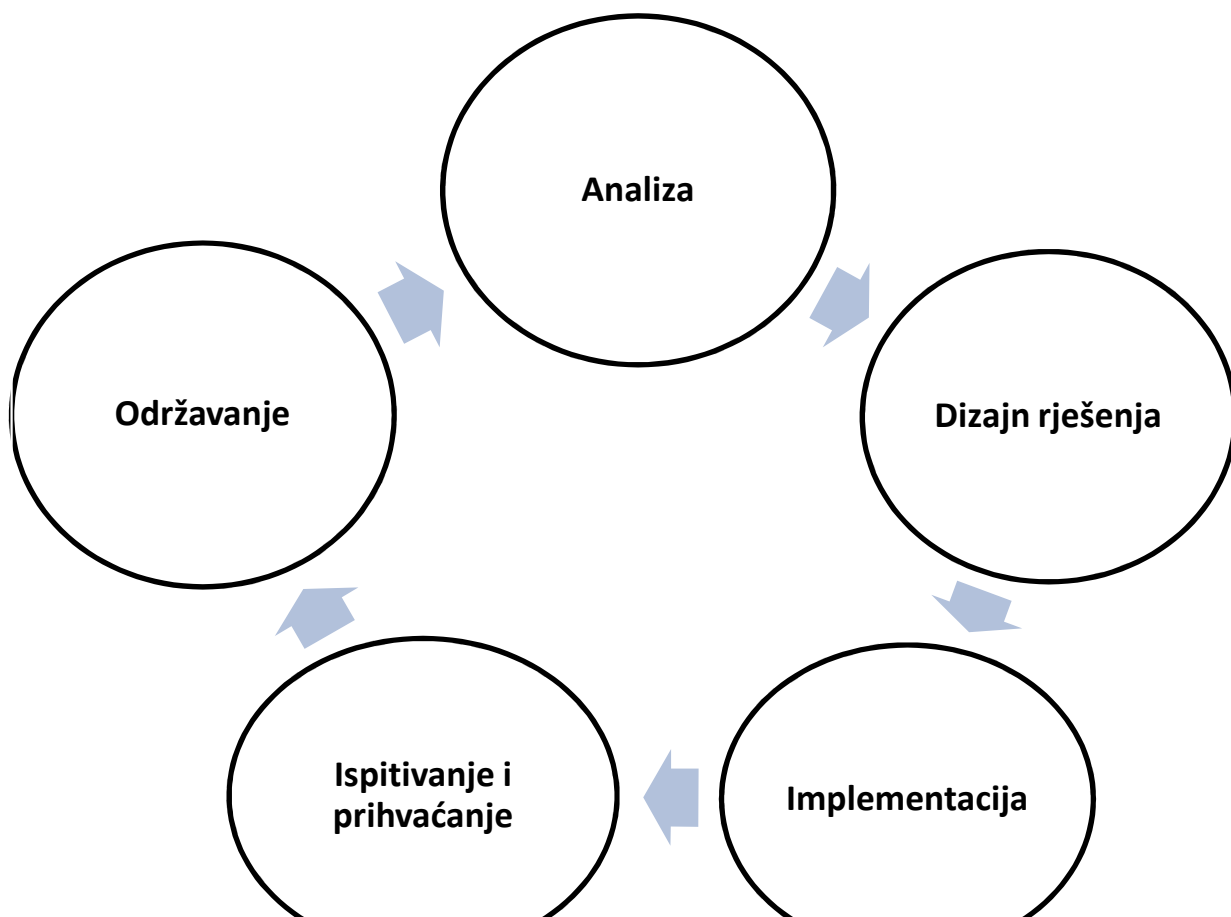 Analiza
Održavanje
Dizajn rješenja
Ispitivanje i
prihvaćanje
Implementacija